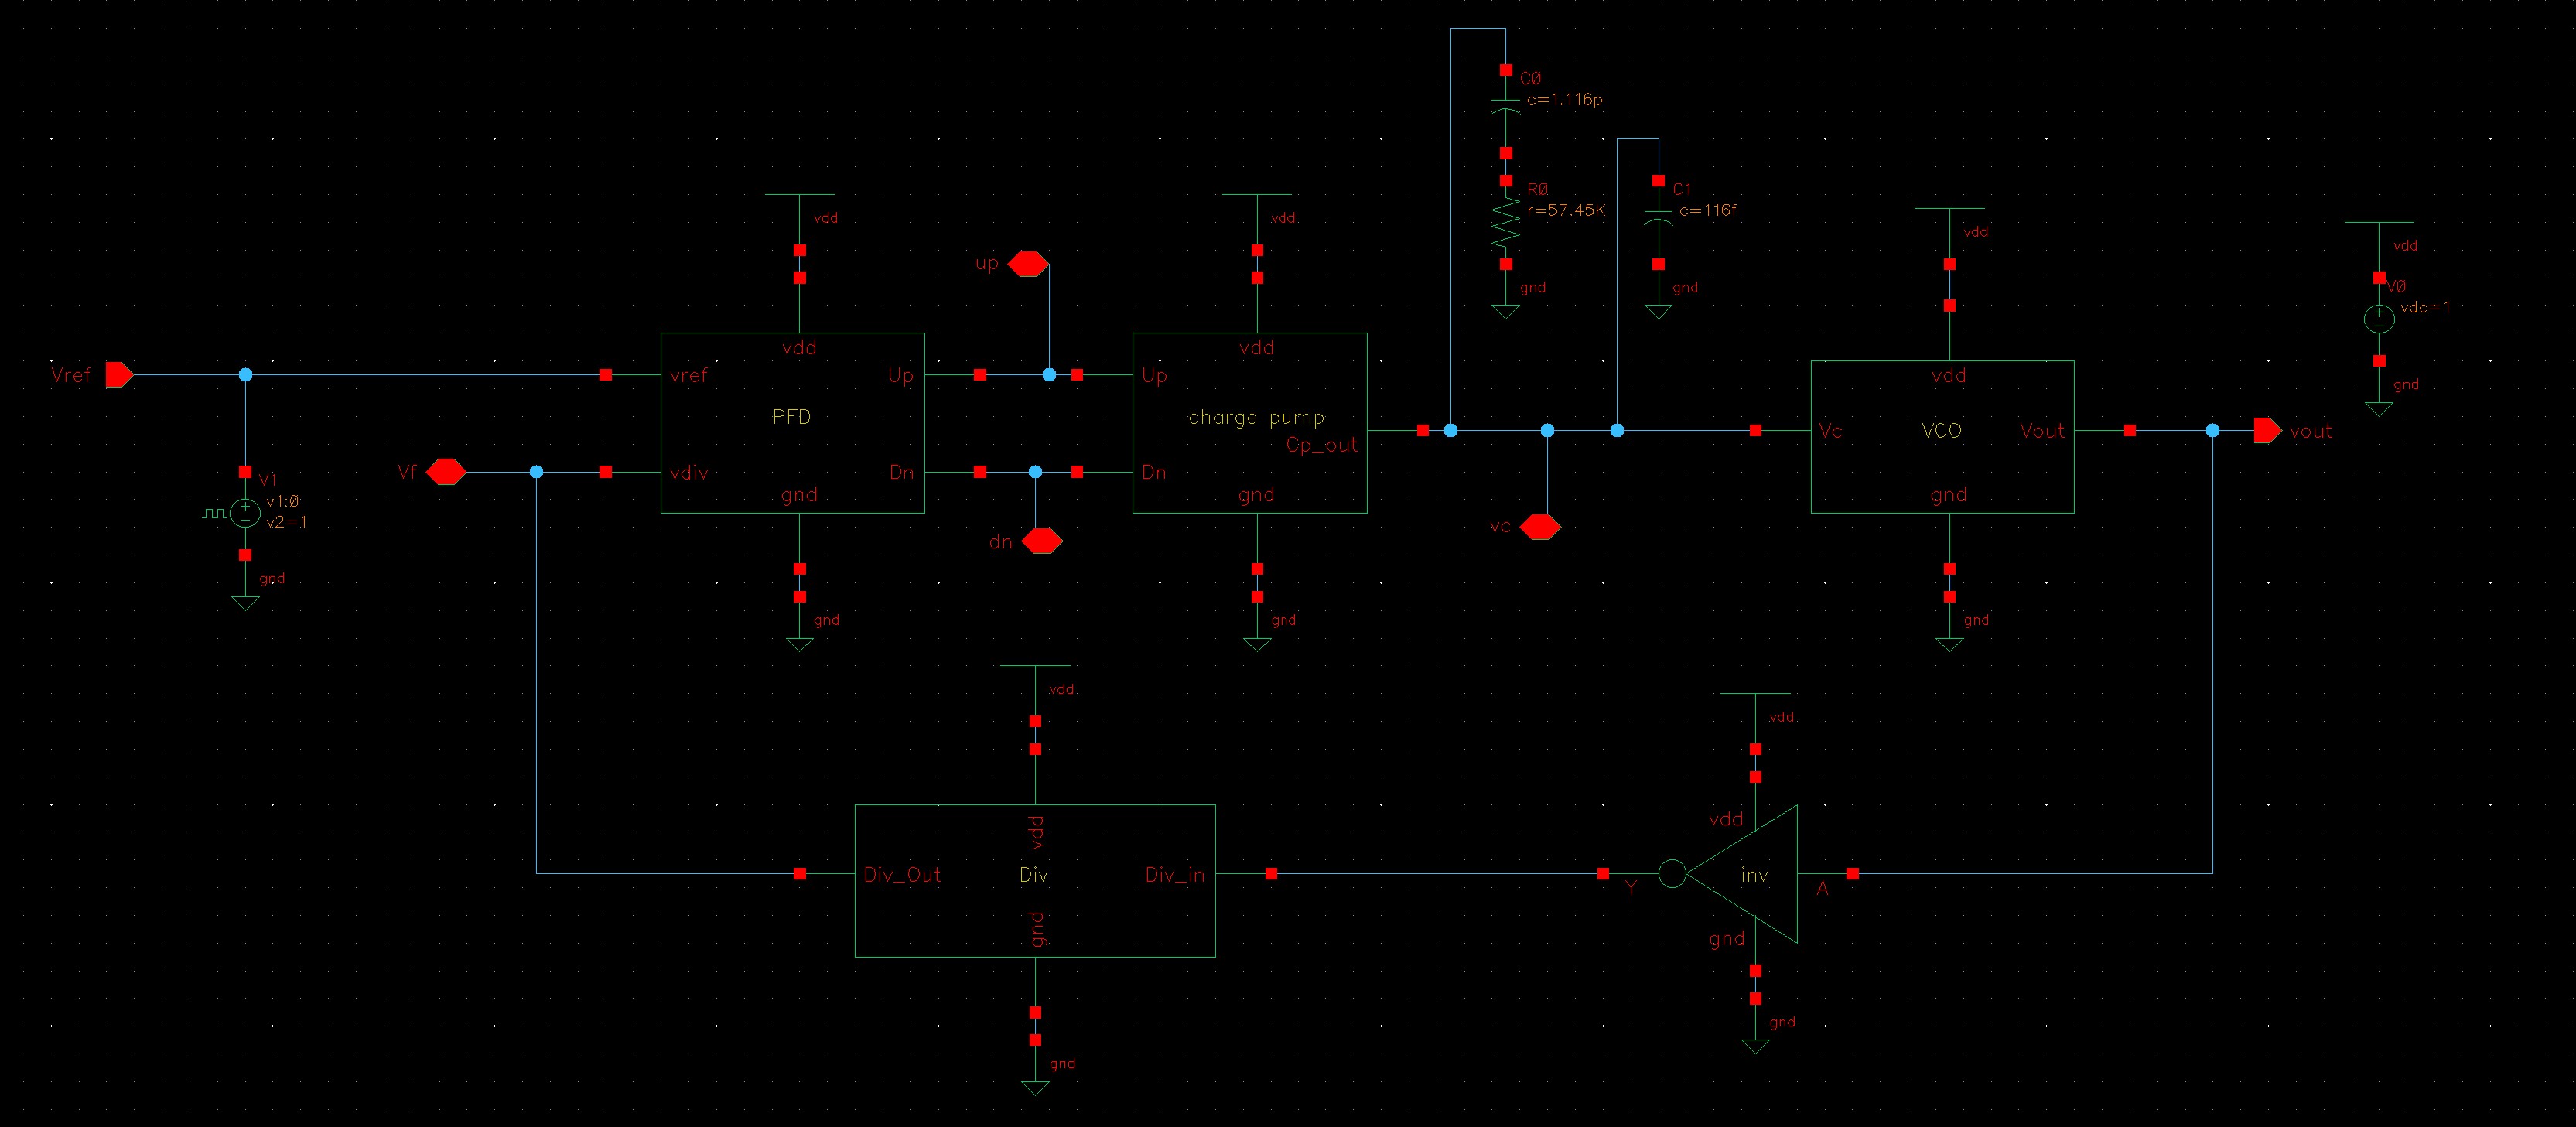 C0
c=1.116p
R0
r=57.45K
gnd
C1
c=116f
gnd
vdd
vdd
vdd
vdd
V0
vdc=1
gnd
up
Vref
vref
vdd
Up
PFD
Vf
vdiv
Dn
gnd
gnd
V1
v1:0
v2=1
gnd
dn
Up
vdd
charge pump
Cp_out
Dn
gnd
gnd
vc
Vc
vdd
VCO
Vout
gnd
gnd
vout
vdd
vdd
Div_Out
Div
Div_in
gnd
gnd
vdd
vdd
Y
inv
A
gnd
gnd